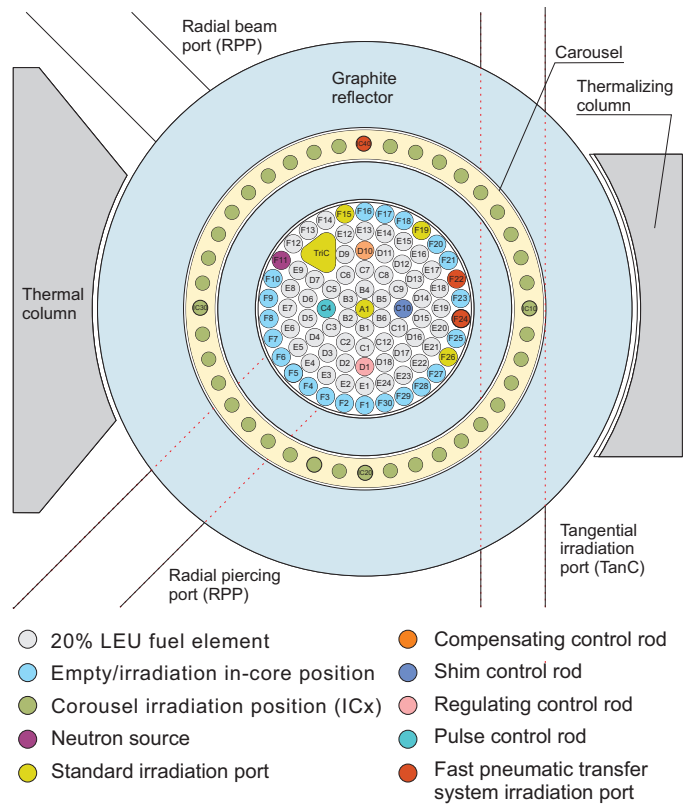 Radial beam
port (RPP)
Carousel
Graphite
reflector
Thermalizing
column
IC40
F15 F16 F17
F14 F18
F13 E12 E13 E14 F19
F12 E15 F20
TriC D9 D10 D11 E16
F11 E9 C7 D12 F21
F10 C6 C8 D13 E17 F22
E8 D7 C5 B4 C9 D14 E18
F9 B3 B5 F23
Thermal
column
IC30 E7 D6 C4 A1 C10 E19 IC10
F8 B2 B6 D15 F24
E6 D5 C3 B1 C11 E20
F7 D4 C2 C12 D16 F25
E5 D3 C1 D17 E21
F6 E4 D2 D1 D18 E22 F26
F5 E3 E23 F27
F4 E2 E1 E24 F28
F3 F2 F1 F30 F29
IC20
Tangential
irradiation
port (TanC)
Radial piercing
port (RPP)
20% LEU fuel element
Empty/irradiation in-core position
Corousel irradiation position (ICx)
Neutron source
Standard irradiation port
Compensating control rod
Shim control rod
Regulating control rod
Pulse control rod
Fast pneumatic transfer
system irradiation port